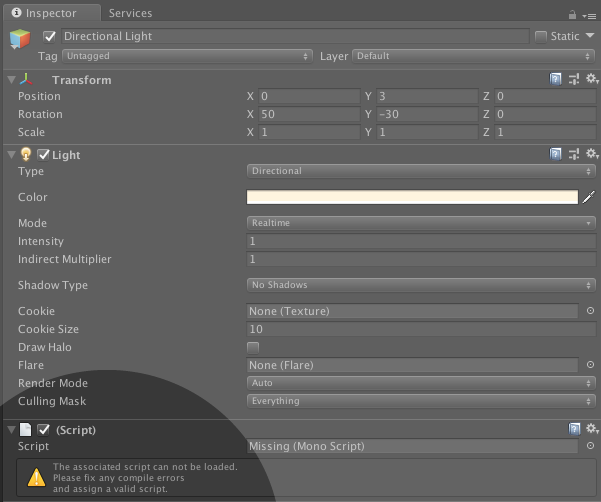 Inspector Services
Directional Light Static
Tag Untagged Layer Default
Transform
Position X 0 Y 3 Z 0
Rotation X 50 Y -30 Z 0
Scale X 1 Y 1 Z 1
Light
Type Directional
Color
Mode Realtime
Intensity 1
Indirect Multiplier 1
Shadow Type No Shadows
Cookie None (Texture)
Cookie Size 10
Draw Halo
Flare None (Flare)
Render Mode Auto
Culling Mask Everything
(Script)
Script Missing (Mono Script)
The associated script can not be loaded.
Please fix any compile errors
and assign a valid script.